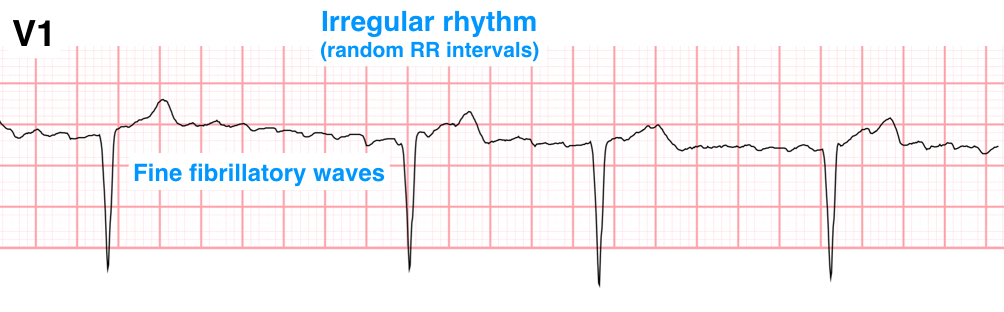 V1
Irregular rhythm
(random RR intervals)
Fine fibrillatory waves